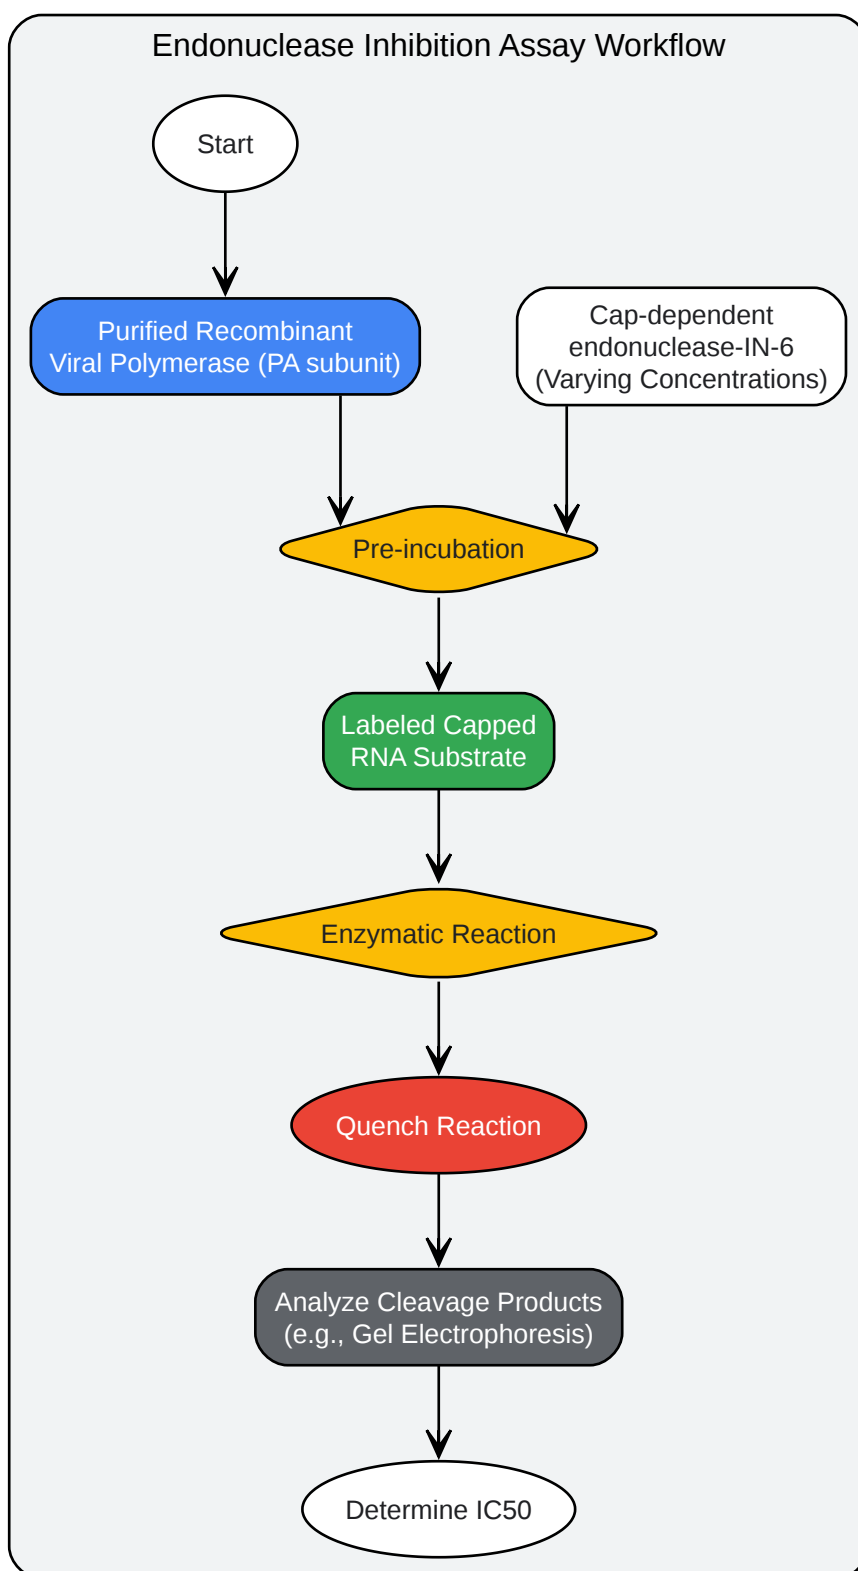 Endonuclease Inhibition Assay Workflow
Start
Purified Recombinant
Viral Polymerase (PA subunit)
Cap-dependent
endonuclease-IN-6
(Varying Concentrations)
Pre-incubation
Labeled Capped
RNA Substrate
Enzymatic Reaction
Quench Reaction
Analyze Cleavage Products
(e.g., Gel Electrophoresis)
Determine IC50